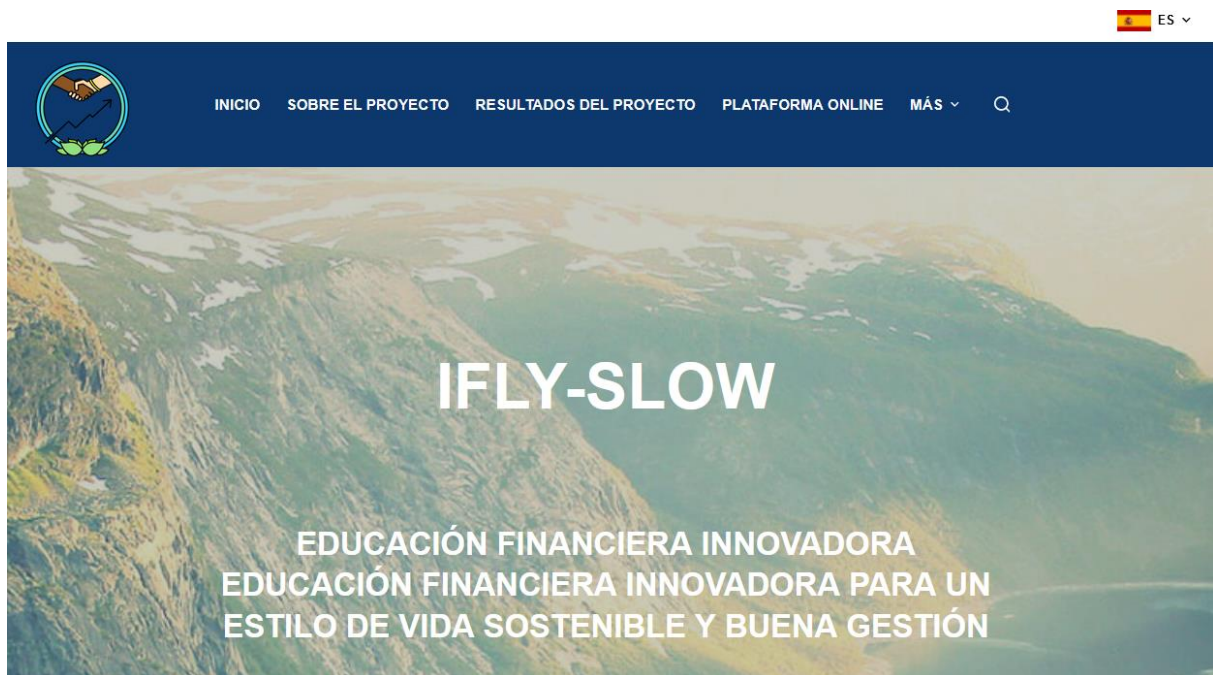 ES
INICIO SOBRE EL PROYECTO RESULTADOS DEL PROYECTO PLATAFORMA ONLINE MÁS
IFLY-SLOW
EDUCACIÓN FINANCIERA INNOVADORA
EDUCACIÓN FINANCIERA INNOVADORA PARA UN
ESTILO DE VIDA SOSTENIBLE Y BUENA GESTIÓN